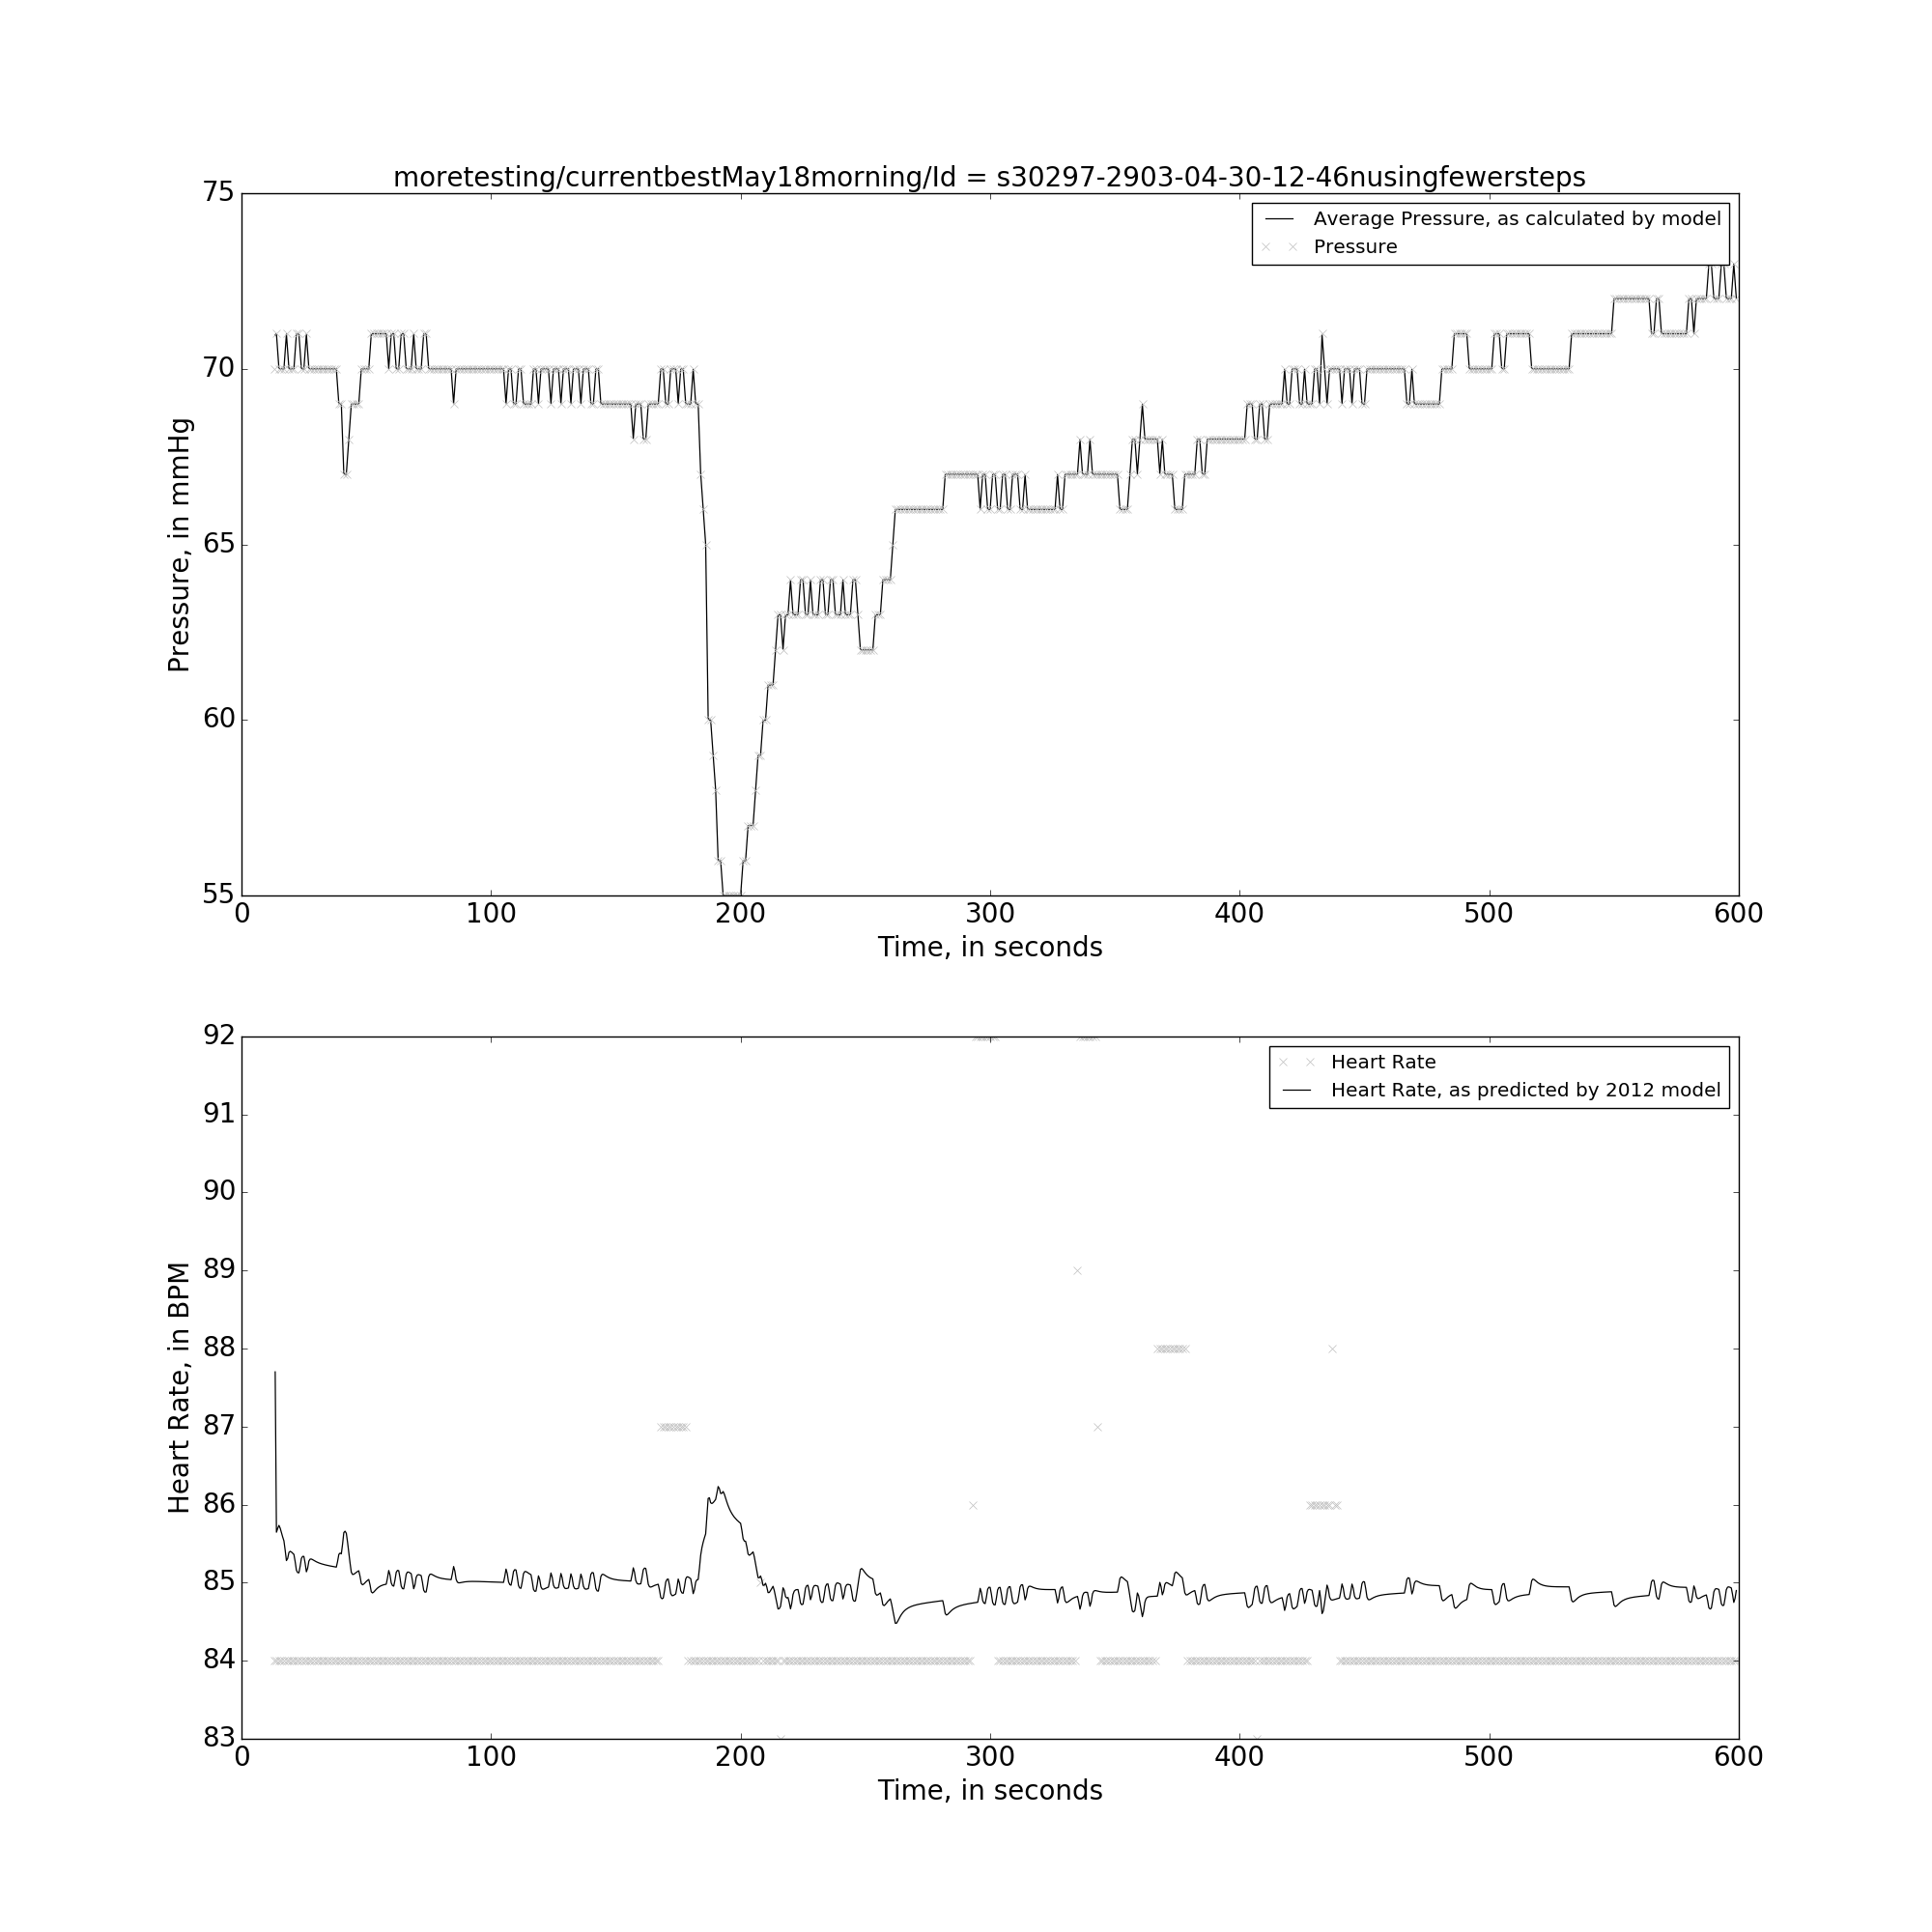 moretesting/currentbestMay18morning/Id = s30297-2903-04-30-12-46nusingfewersteps
75
70
65
60
55
Pressure, in mmHg
Average Pressure, as calculated by model
Pressure
0 100 200 300 400 500 600
Time, in seconds
92
91
90
89
88
87
86
85
84
83
Heart Rate, in BPM
Heart Rate
Heart Rate, as predicted by 2012 model
0 100 200 300 400 500 600
Time, in seconds